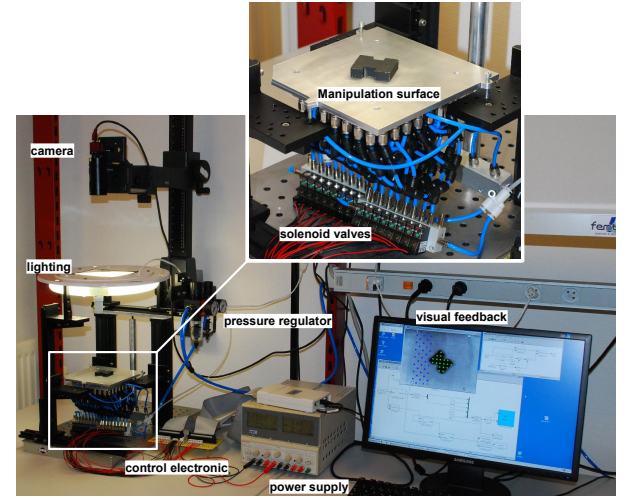 Manipulation surface
camera
solenoid valves
lighting
pressure regulator
visual feedback
control electronic
power supply
SAMSUNG